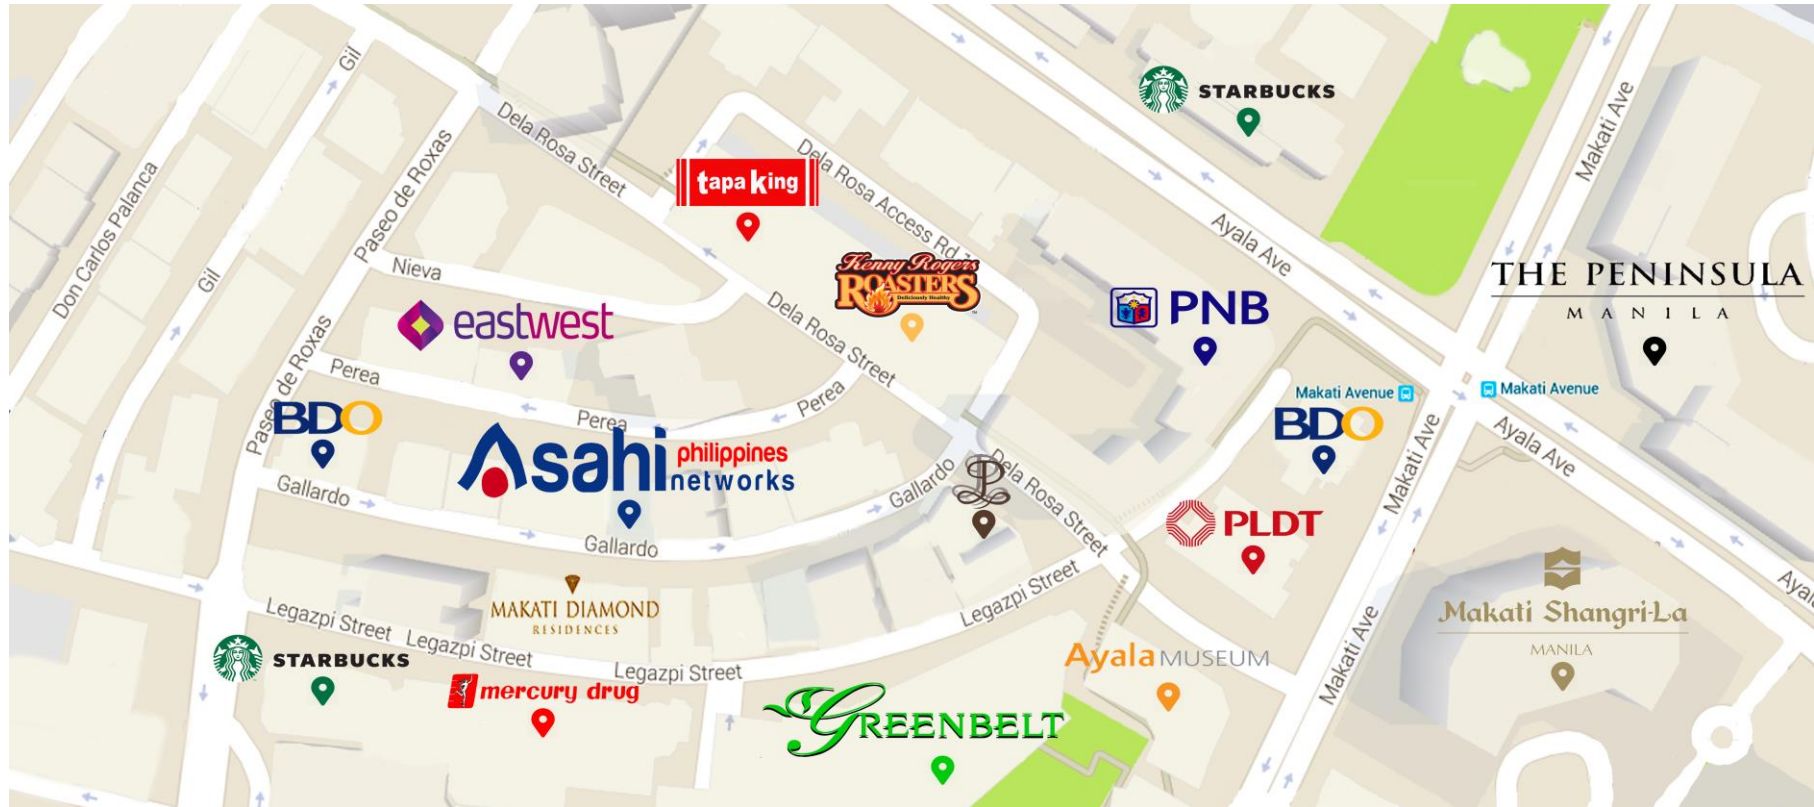 Gil
STARBUCKS
Makati Ave
Dela Rosa Street
Paseo de Roxas
Don Carlos Palanca
tapa king
Dela Rosa Access Rd
Ayala Ave
Gil
Nieva
Kenny Rogers
ROASTERS
Deliciously Healthy
THE PENINSULA
MANILA
eastwest
Dela Rosa Street
PNB
Paseo de Roxas
Perea
Perea
Perea
Makati Avenue
Makati Avenue
BDO
BDO
Asahi
philippines
networks
Makati Ave
Ayala Ave
Gallardo
Gallardo
PL
Dela Rosa Street
PLDT
Gallardo
MAKATI DIAMOND
RESIDENCES
Legazpi Street
Legazpi Street
Legazpi Street
Legazpi Street
Makati Ave
Ayala
Makati Shangri-La
MANILA
STARBUCKS
mercury drug
Ayala MUSEUM
GREENBELT